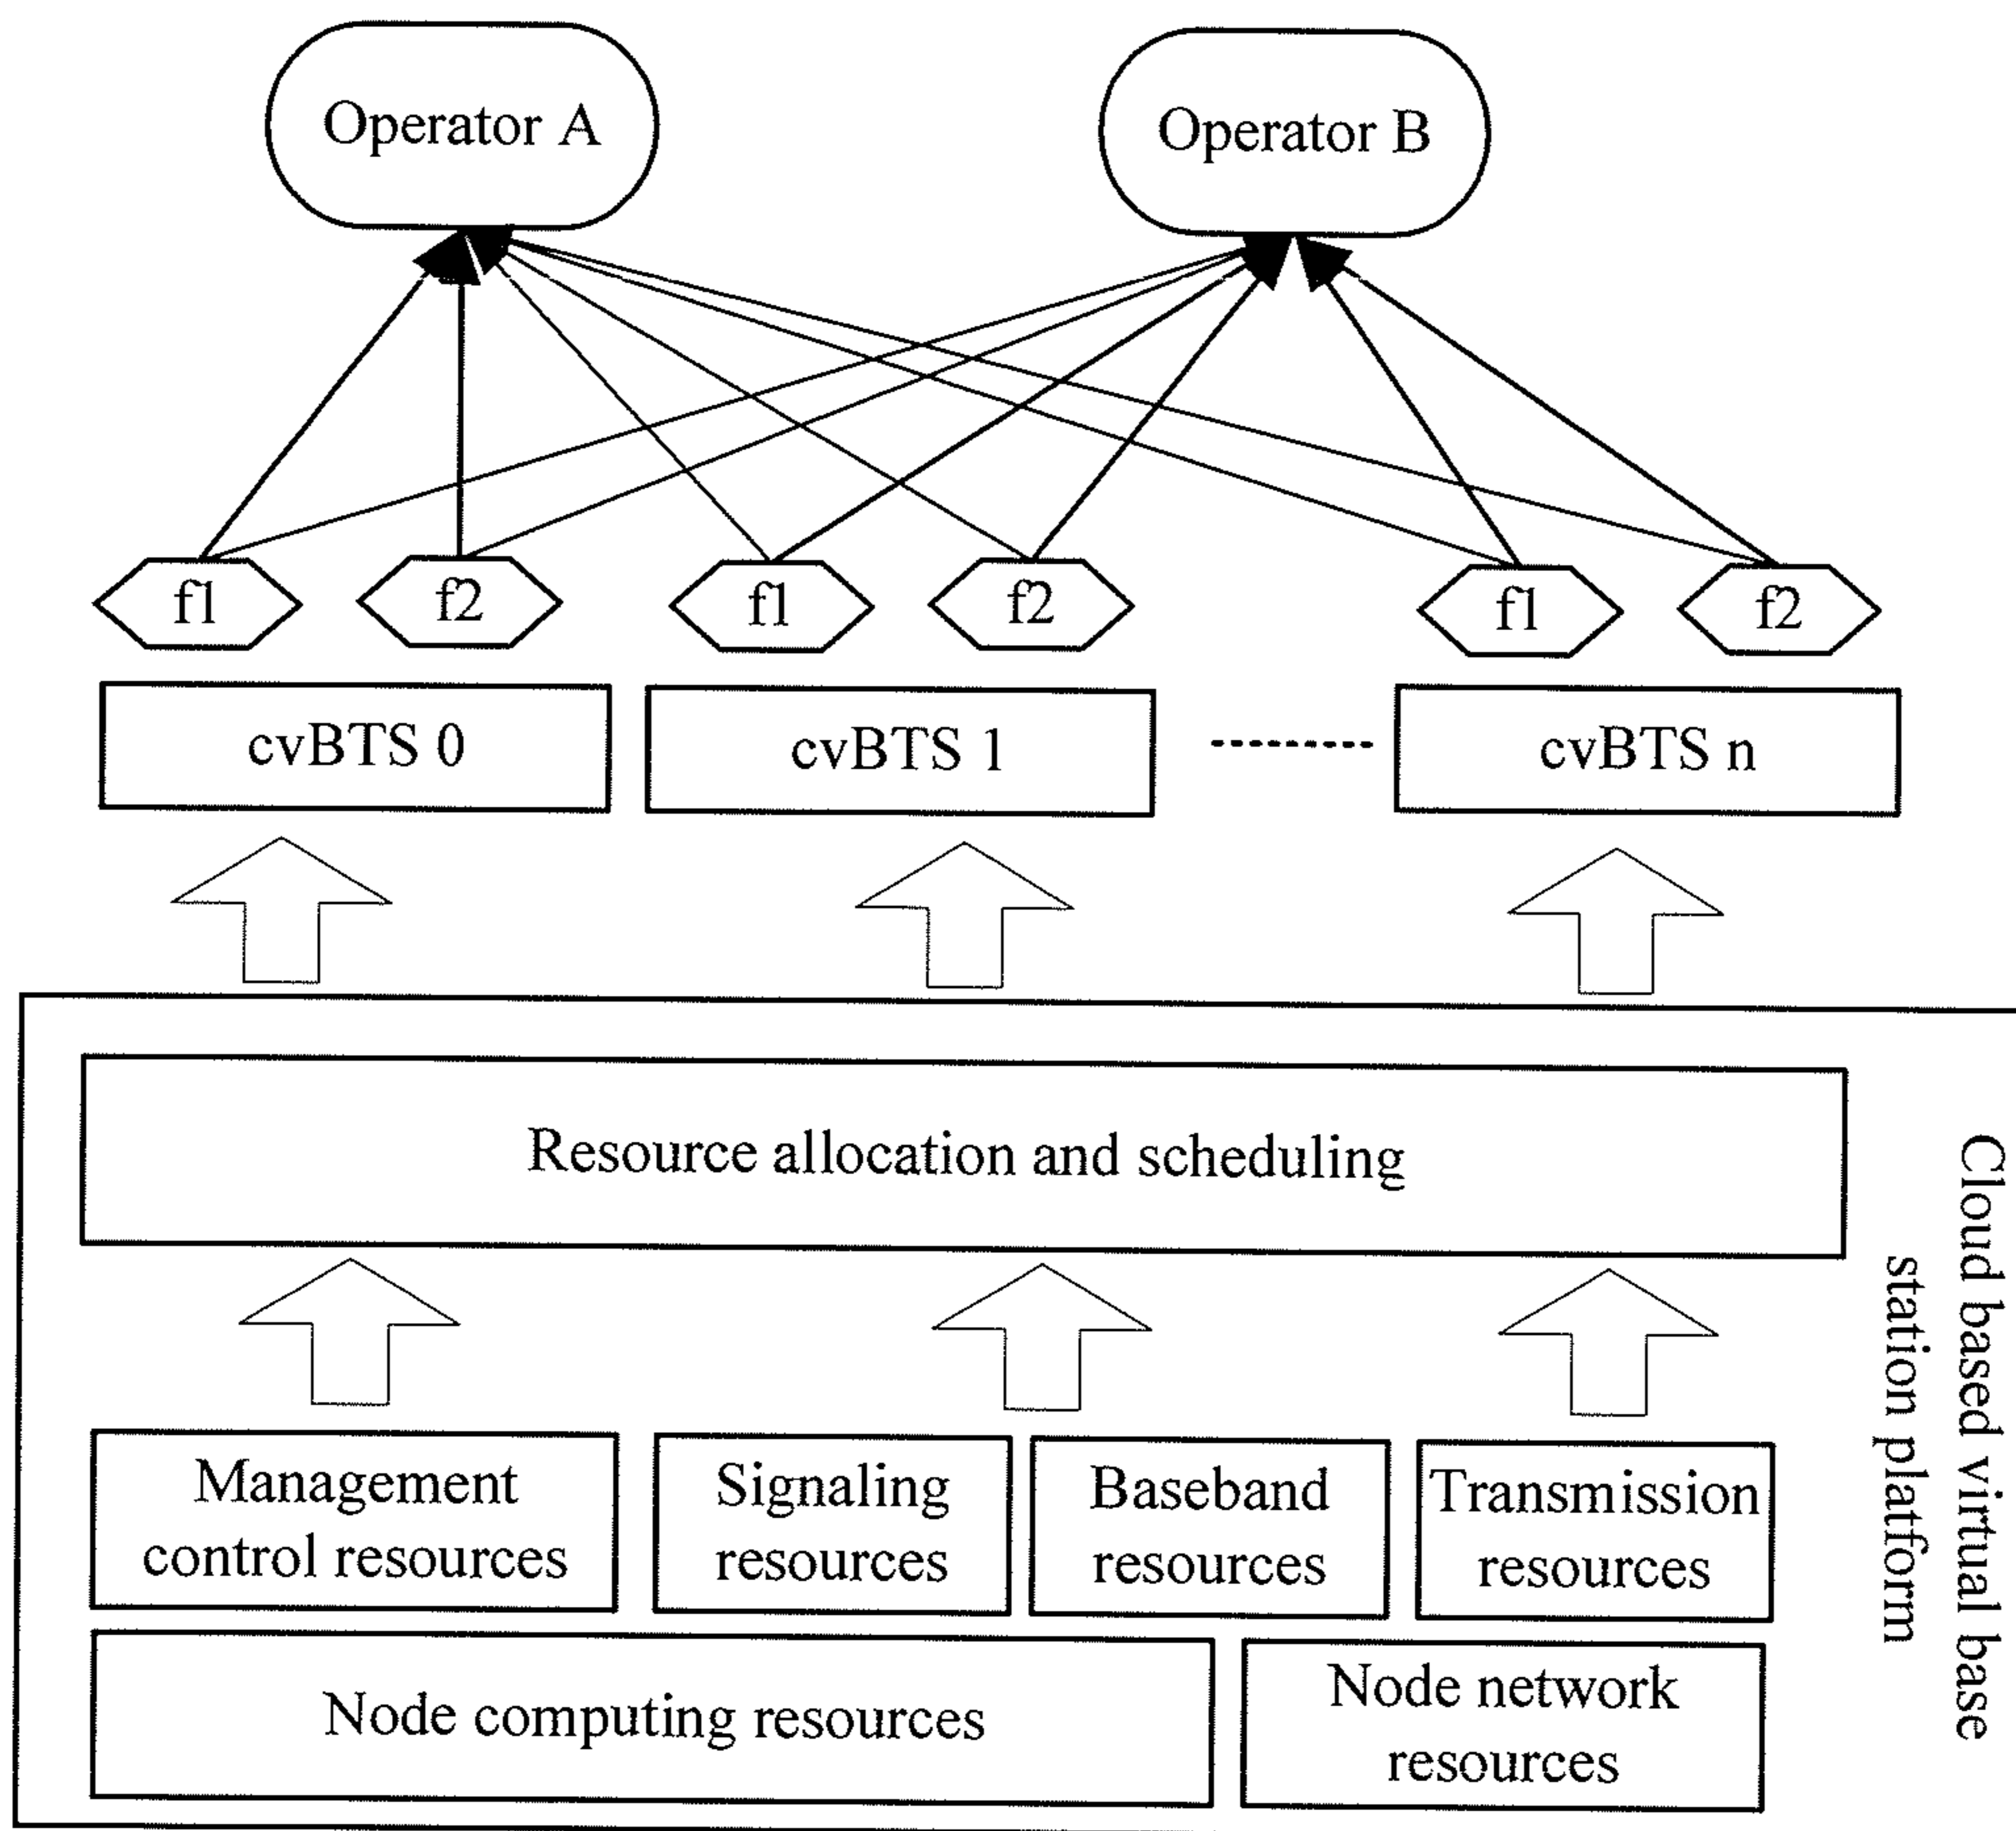 Operator A
Operator B
f1
f2
f1
f2
f1
f2
cvBTS 0
cvBTS 1
cvBTS n
Resource allocation and scheduling
Management
control resources
Signaling
resources
Baseband
resources
Transmission
resources
Node computing resources
Node network
resources
Cloud based virtual base
station platform